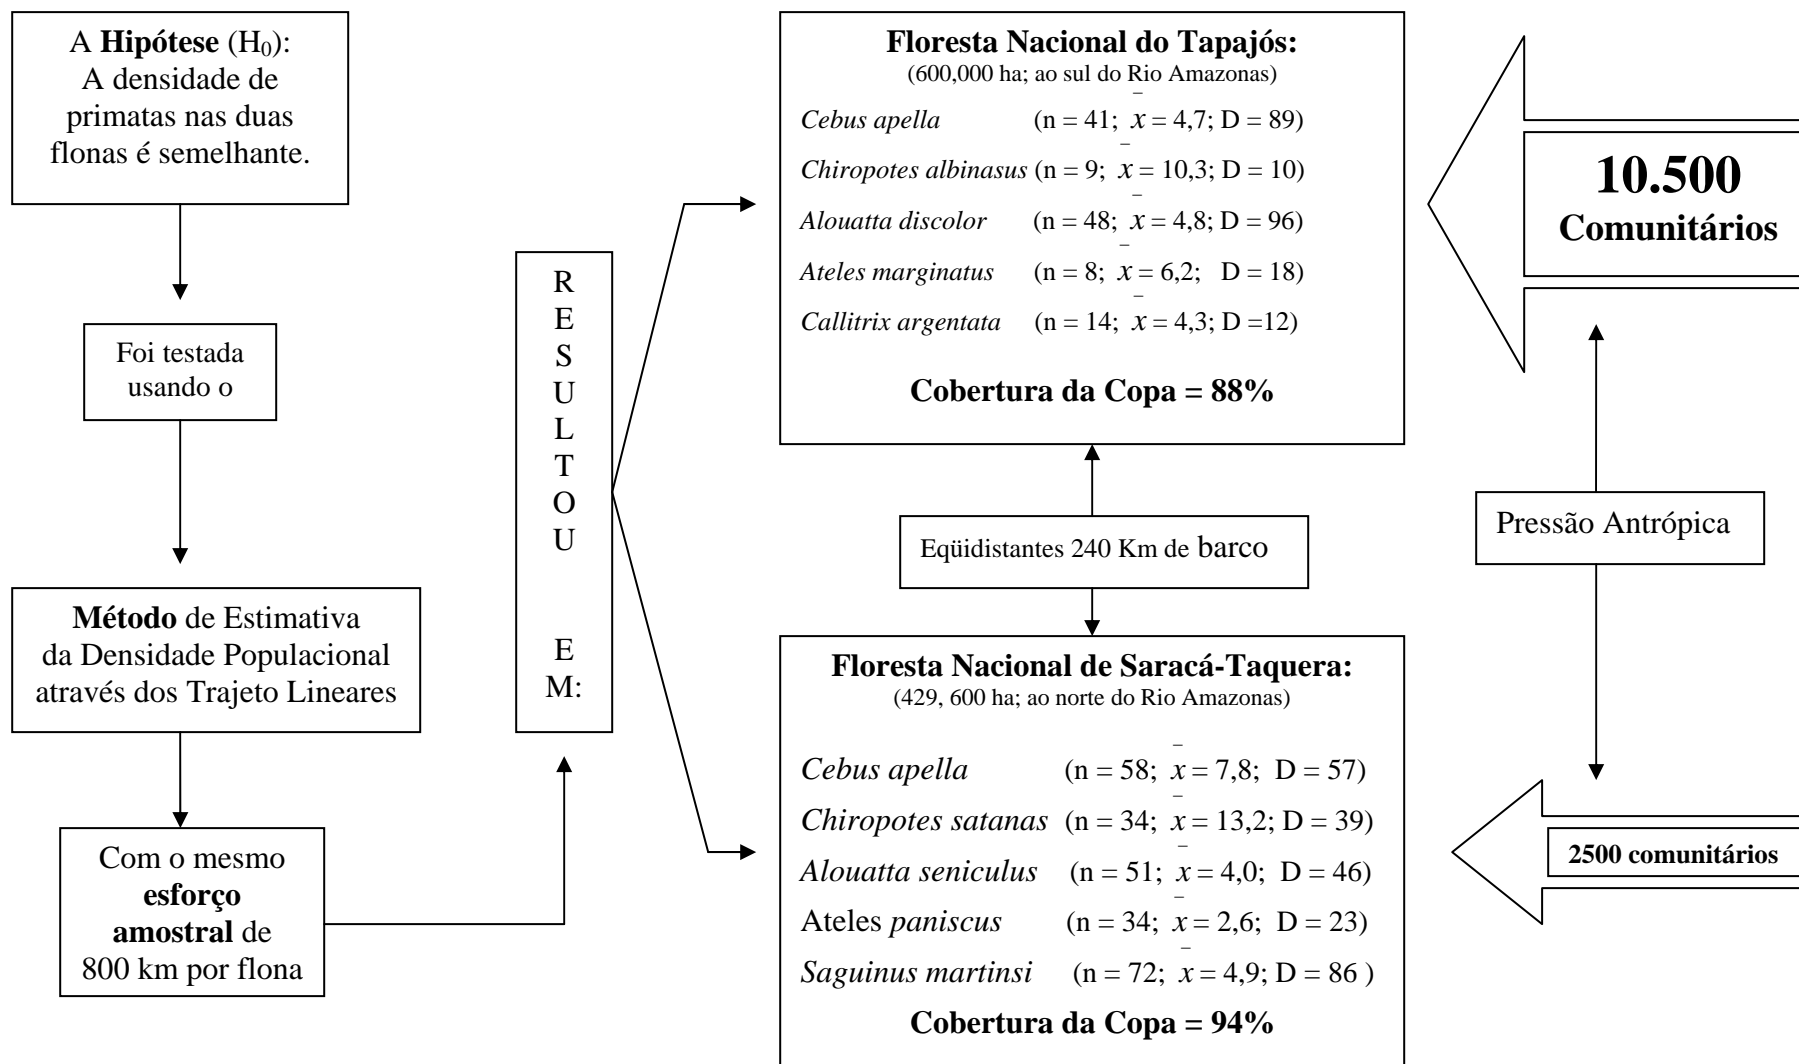 A Hipótese (H₀):
A densidade de
primatas nas duas
flonas é semelhante.
Foi testada
usando o
Método de Estimativa
da Densidade Populacional
através dos Trajeto Lineares
Com o mesmo
esforço
amostral de
800 km por flona
R
E
S
U
L
T
O
U
E
M:
Floresta Nacional do Tapajós:
(600,000 ha; ao sul do Rio Amazonas)
Cebus apella (n = 41; x̄ = 4,7; D = 89)
Chiropotes albinasus (n = 9; x̄ = 10,3; D = 10)
Alouatta discolor (n = 48; x̄ = 4,8; D = 96)
Ateles marginatus (n = 8; x̄ = 6,2; D = 18)
Callitrix argentata (n = 14; x̄ = 4,3; D =12)
Cobertura da Copa = 88%
Eqüidistantes 240 Km de barco
Floresta Nacional de Saracá-Taquera:
(429, 600 ha; ao norte do Rio Amazonas)
Cebus apella (n = 58; x̄ = 7,8; D = 57)
Chiropotes satanas (n = 34; x̄ = 13,2; D = 39)
Alouatta seniculus (n = 51; x̄ = 4,0; D = 46)
Ateles paniscus (n = 34; x̄ = 2,6; D = 23)
Saguinus martinsi (n = 72; x̄ = 4,9; D = 86 )
Cobertura da Copa = 94%
10.500
Comunitários
Pressão Antrópica
2500 comunitários